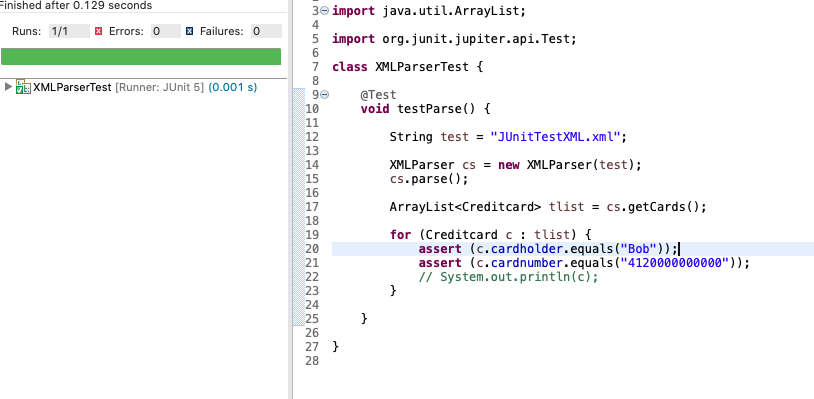 Finished after 0.129 seconds
Runs: 1/1 Errors: 0 Failures: 0
XMLParserTest [Runner: JUnit 5] (0.001 s)
3 import java.util.ArrayList;
4
5 import org.junit.jupiter.api.Test;
6
7 class XMLParserTest {
8
9 @Test
10 void testParse() {
11
12 String test = "JUnitTestXML.xml";
13
14 XMLParser cs = new XMLParser(test);
15 cs.parse();
16
17 ArrayList<Creditcard> tlist = cs.getCards();
18
19 for (Creditcard c : tlist) {
20 assert (c.cardholder.equals("Bob"));
21 assert (c.cardnumber.equals("4120000000000"));
22 // System.out.println(c);
23 }
24
25 }
26
27 }
28